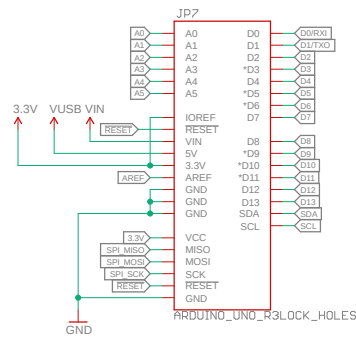 JP7
A0 A0 D0 D0/RXI
A1 A1 D1 D1/TXO
A2 A2 D2 D2
A3 A3 *D3 D3
A4 A4 D4 D4
A5 A5 *D5 D5
*D6 D6
3.3V VUSB VIN IOREF D7 D7
RESET RESET
VIN D8 D8
5V *D9 D9
3.3V *D10 D10
AREF AREF *D11 D11
GND D12 D12
GND D13 D13
GND SDA SDA
SCL SCL
3.3V VCC
SPI_MISO MISO
SPI_MOSI MOSI
SPI_SCK SCK
RESET RESET
GND
ARDUINO_UNO_R3LOCK_HOLES
GND